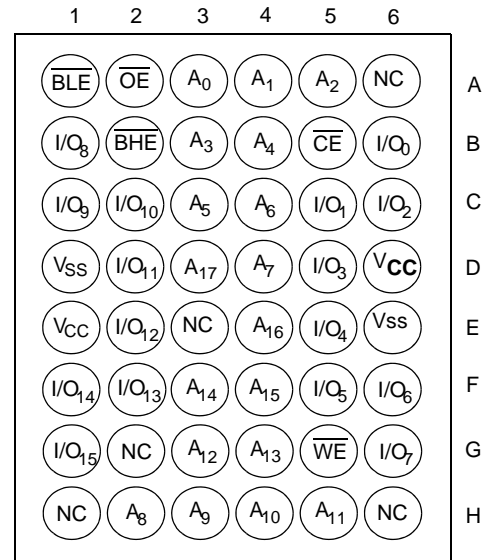 1 2 3 4 5 6
BLE OE A0 A1 A2 NC A
I/O8 BHE A3 A4 CE I/O0 B
I/O9 I/O10 A5 A6 I/O1 I/O2 C
VSS I/O11 A17 A7 I/O3 VCC D
VCC I/O12 NC A16 I/O4 Vss E
I/O14 I/O13 A14 A15 I/O5 I/O6 F
I/O15 NC A12 A13 WE I/O7 G
NC A8 A9 A10 A11 NC H